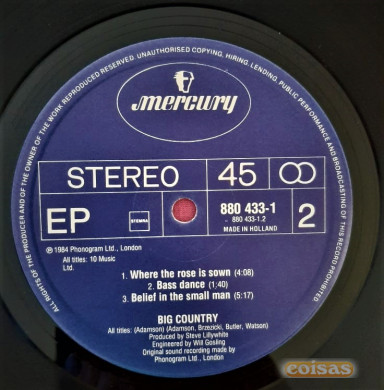 ALL RIGHTS OF THE PRODUCER AND OF THE OWNER OF THE WORK REPRODUCED RESERVED. UNAUTHORISED COPYING, HIRING, LENDING, PUBLIC PERFORMANCE AND BROADCASTING OF THIS RECORD PROHIBITED.
mercury
STEREO
45
EP
STEMRA
880 433-1
880 433-1.2
MADE IN HOLLAND
2
℗ 1984 Phonogram Ltd., London
All titles: 10 Music
Ltd.
1. Where the rose is sown (4:08)
2. Bass dance (1;40)
3. Belief in the small man (5:17)
BIG COUNTRY
All titles: (Adamson) (Adamson, Brzezicki, Butler, Watson)
Produced by Steve Lillywhite
Engineered by Will Gosling
Original sound recording made by
Phonogram Ltd., London
coisas